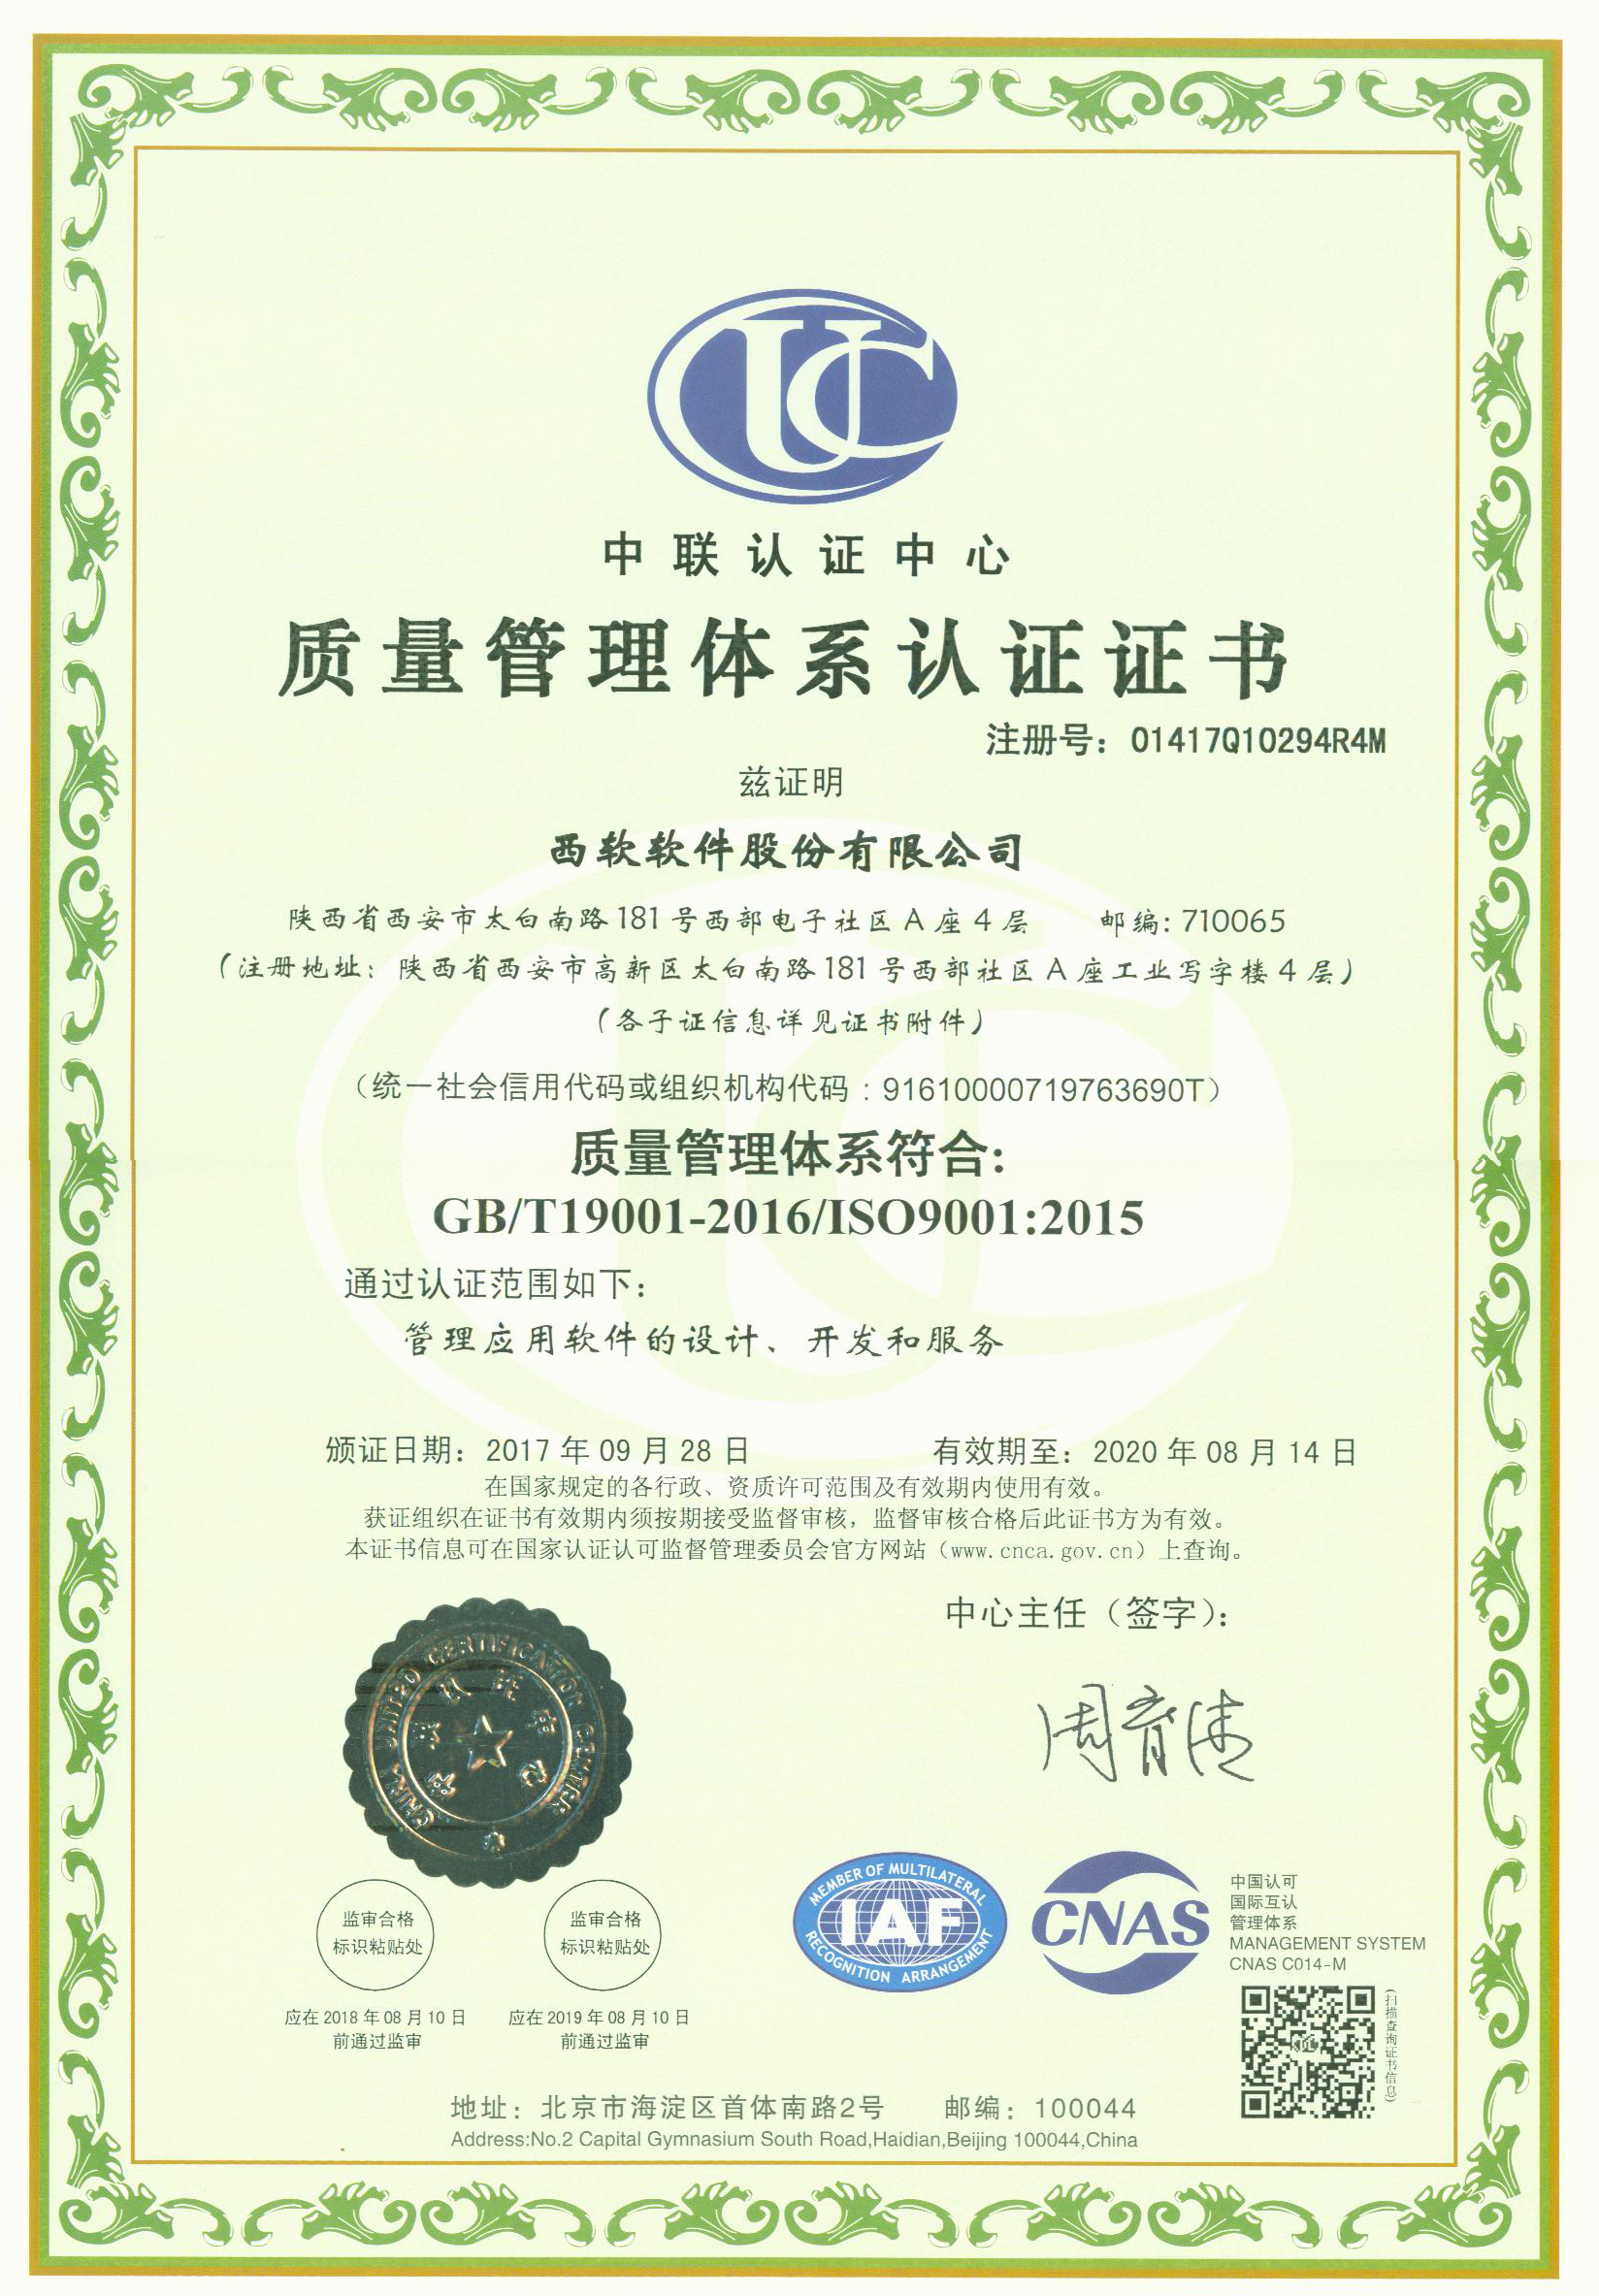 UC
中联认证中心
质量管理体系认证证书
注册号：01417Q10294R4M
兹证明
西软软件股份有限公司
陕西省西安市太白南路181号西部电子社区A座4层 邮编:710065
（注册地址：陕西省西安市高新区太白南路181号西部社区A座工业写字楼4层）
（各子证信息详见证书附件）
（统一社会信用代码或组织机构代码：91610000719763690T）
质量管理体系符合:
GB/T19001-2016/ISO9001:2015
通过认证范围如下：
管理应用软件的设计、开发和服务
颁证日期：2017年09月28日 有效期至：2020年08月14日
在国家规定的各行政、资质许可范围及有效期内使用有效。
获证组织在证书有效期内须按期接受监督审核，监督审核合格后此证书方为有效。
本证书信息可在国家认证认可监督管理委员会官方网站（www.cnca.gov.cn）上查询。
中心主任（签字）：
CHINA UNITED CERTIFICATION CENTER
监审合格
标识粘贴处
应在2018年08月10日
前通过监审
监审合格
标识粘贴处
应在2019年08月10日
前通过监审
MEMBER OF MULTILATERAL
IAF
RECOGNITION ARRANGEMENT
CNAS
中国认可
国际互认
管理体系
MANAGEMENT SYSTEM
CNAS C014-M
（扫描查询证书信息）
地址：北京市海淀区首体南路2号 邮编：100044
Address:No.2 Capital Gymnasium South Road,Haidian,Beijing 100044,China